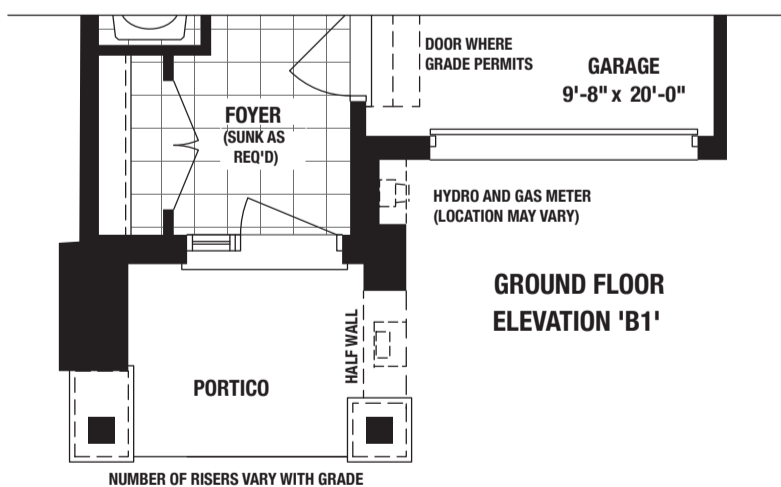 DOOR WHERE
GRADE PERMITS
GARAGE
9'-8" x 20'-0"
FOYER
(SUNK AS
REQ'D)
HYDRO AND GAS METER
(LOCATION MAY VARY)
GROUND FLOOR
ELEVATION 'B1'
HALF WALL
PORTICO
NUMBER OF RISERS VARY WITH GRADE